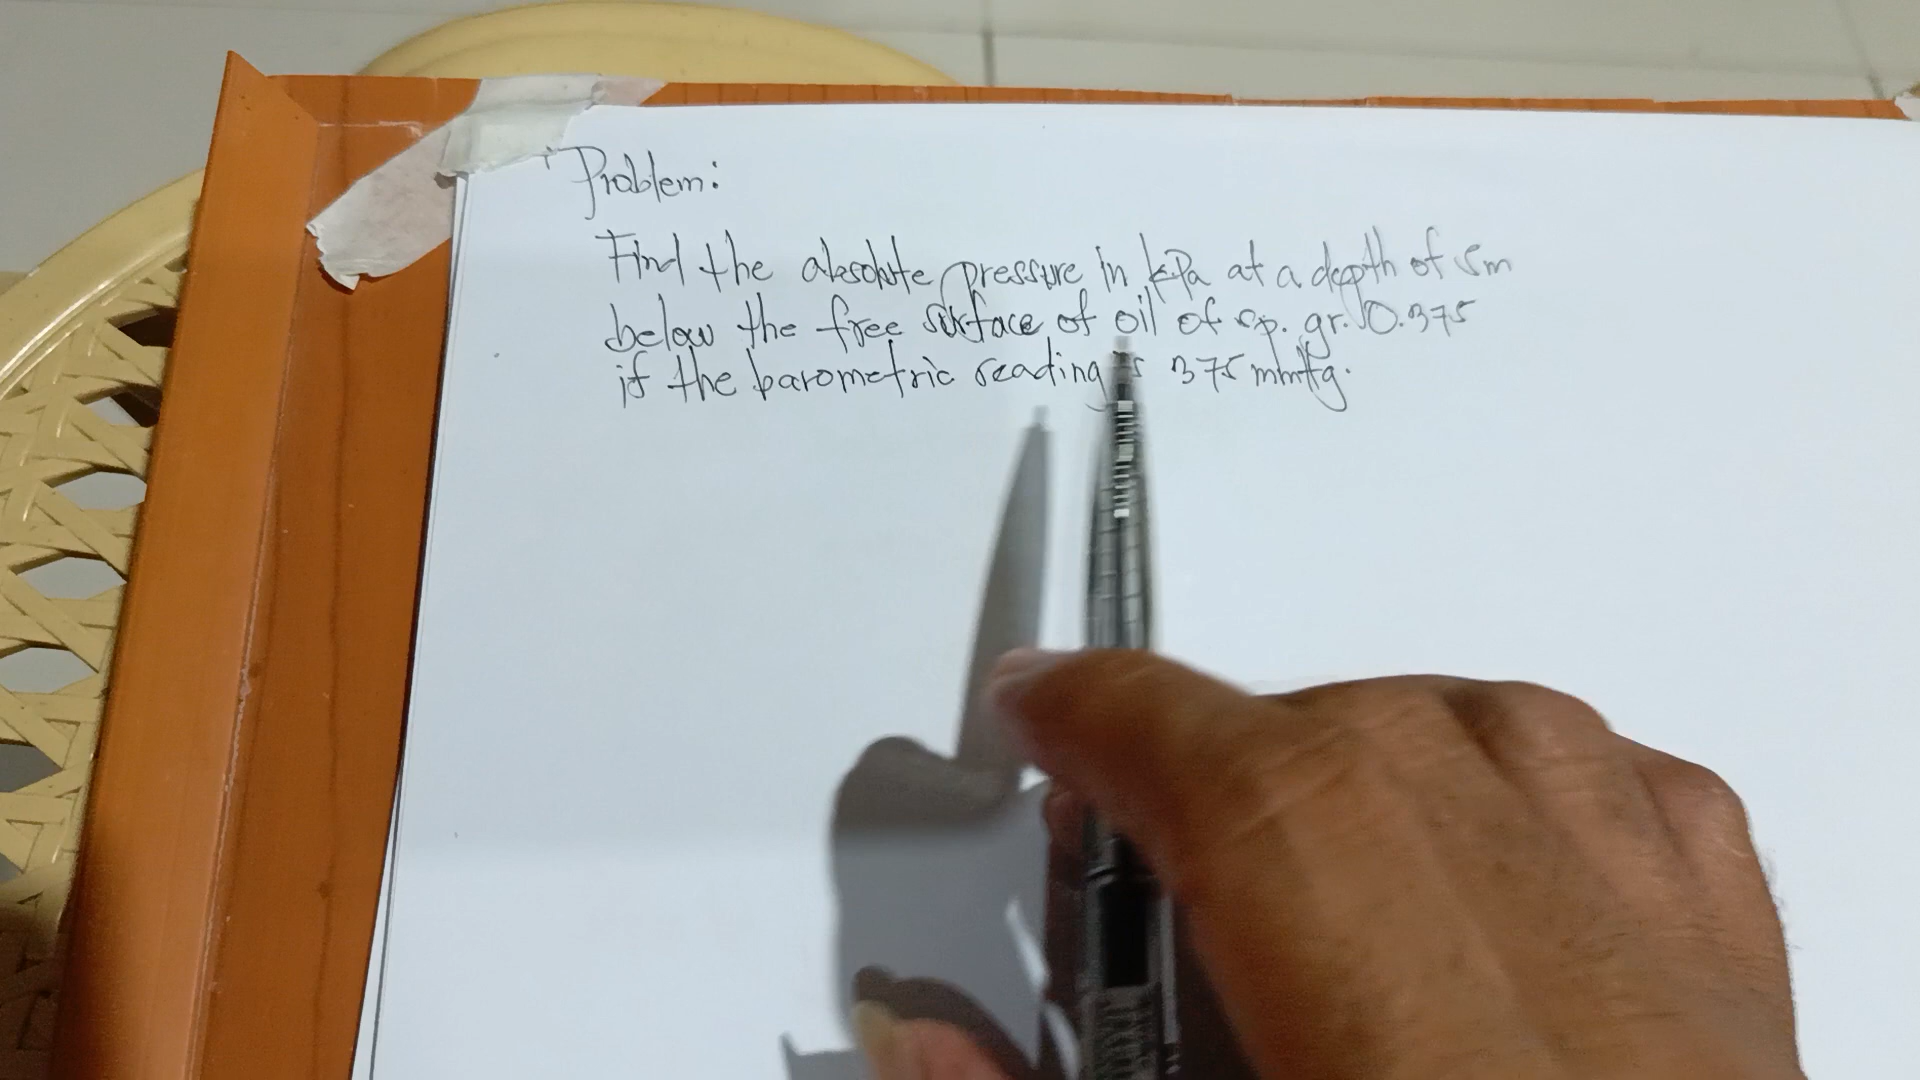 Problem:
Find the absolute pressure in kPa at a depth of 5m
below the free surface of oil of sp. gr. 0.375
if the barometric reading is 375 mmHg.